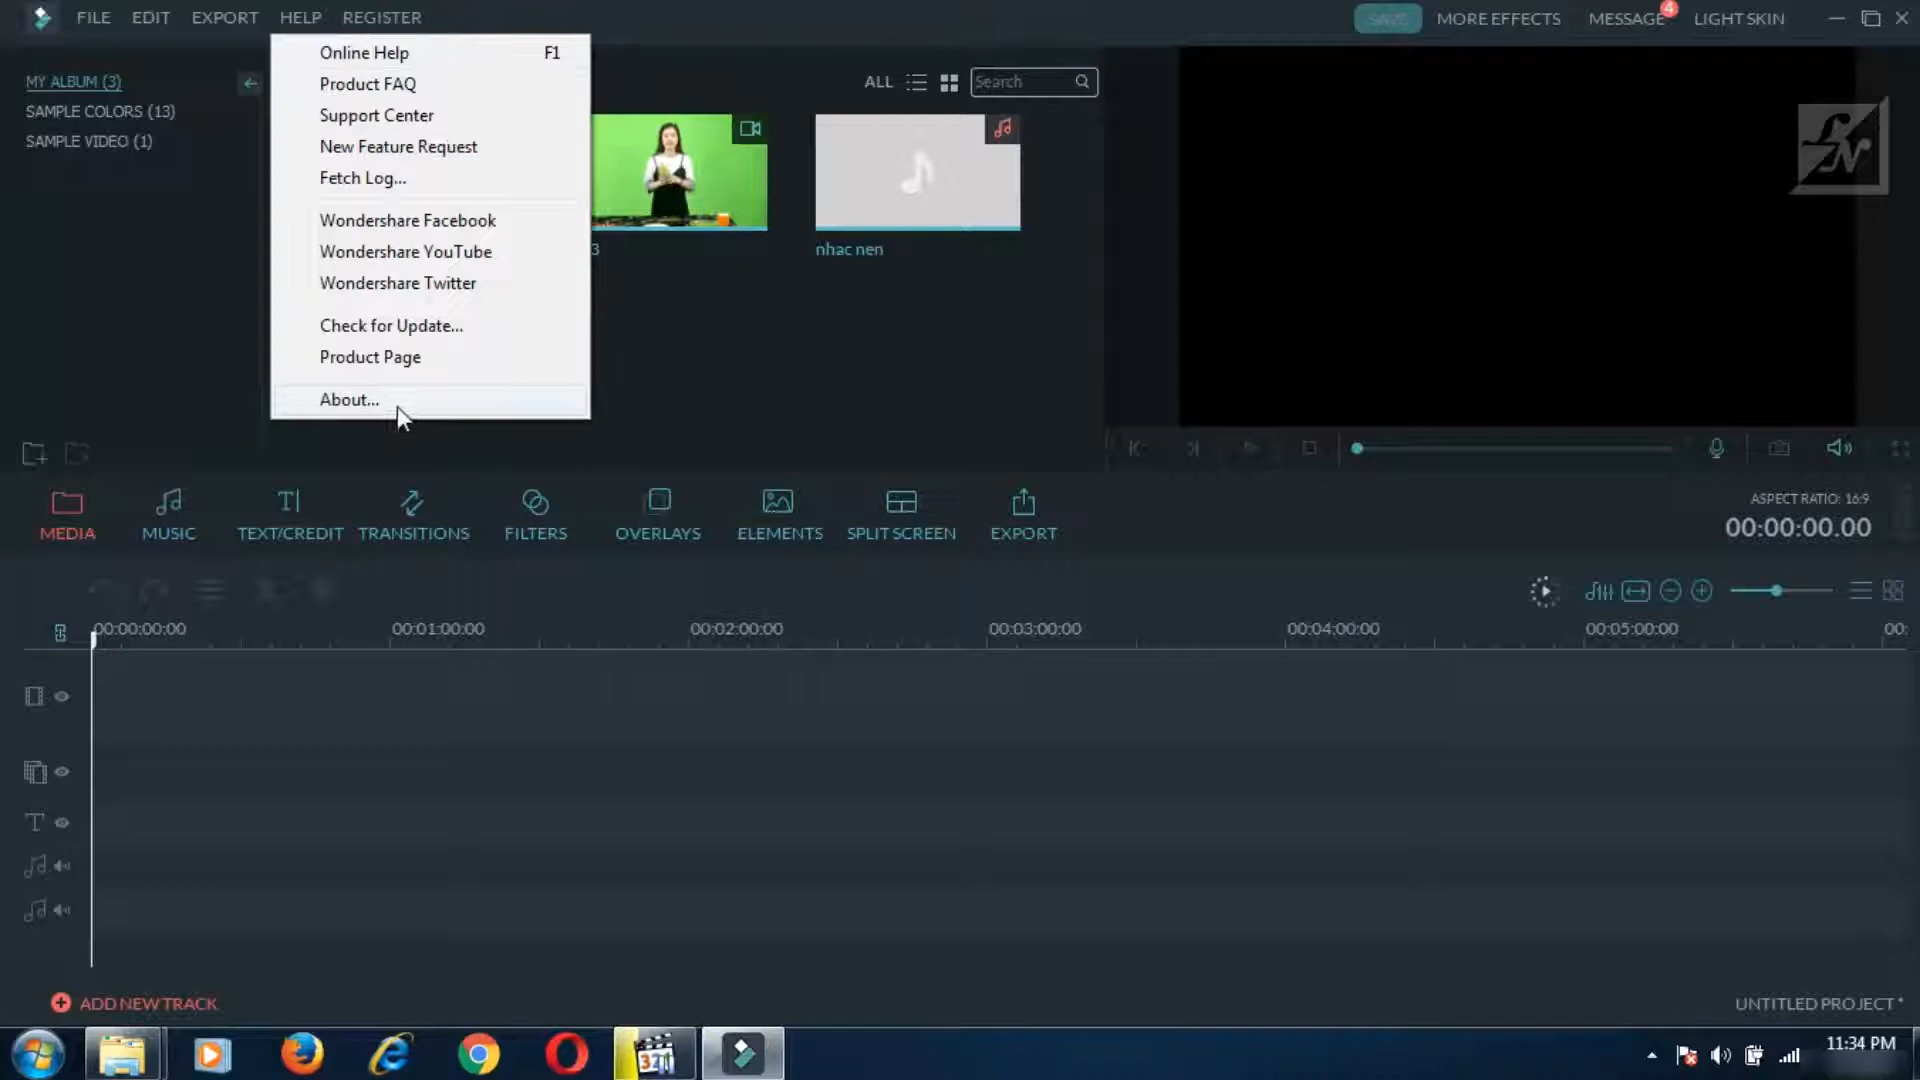 FILE EDIT EXPORT HELP REGISTER
SAVE MORE EFFECTS MESSAGE 4 LIGHT SKIN
Online Help F1
Product FAQ
Support Center
New Feature Request
Fetch Log...
Wondershare Facebook
Wondershare YouTube
Wondershare Twitter
Check for Update...
Product Page
About...
MY ALBUM (3)
SAMPLE COLORS (13)
SAMPLE VIDEO (1)
ALL Search
3
nhac nen
MEDIA MUSIC TEXT/CREDIT TRANSITIONS FILTERS OVERLAYS ELEMENTS SPLIT SCREEN EXPORT
ASPECT RATIO: 16:9
00:00:00.00
00:00:00:00 00:01:00:00 00:02:00:00 00:03:00:00 00:04:00:00 00:05:00:00 00:
ADD NEW TRACK
UNTITLED PROJECT *
321
11:34 PM